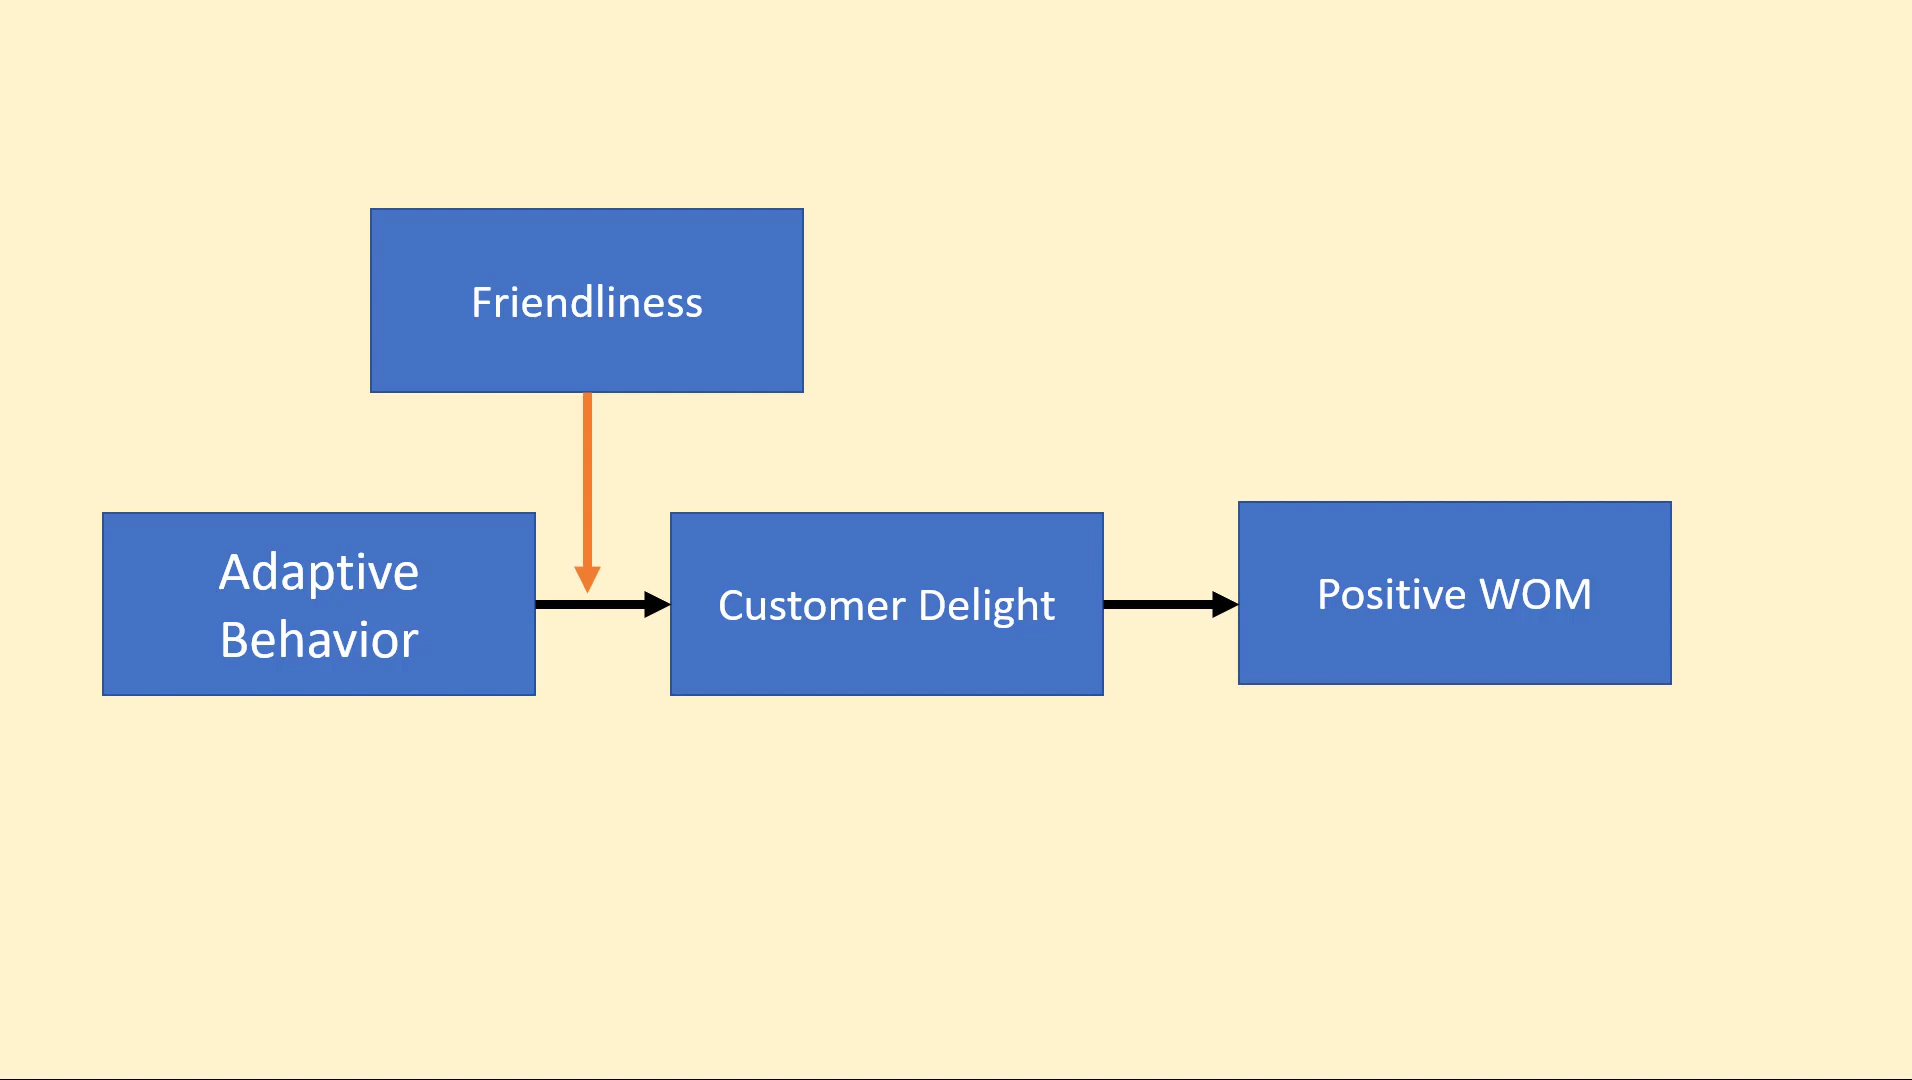 Friendliness
Adaptive
Behavior
Customer Delight
Positive WOM